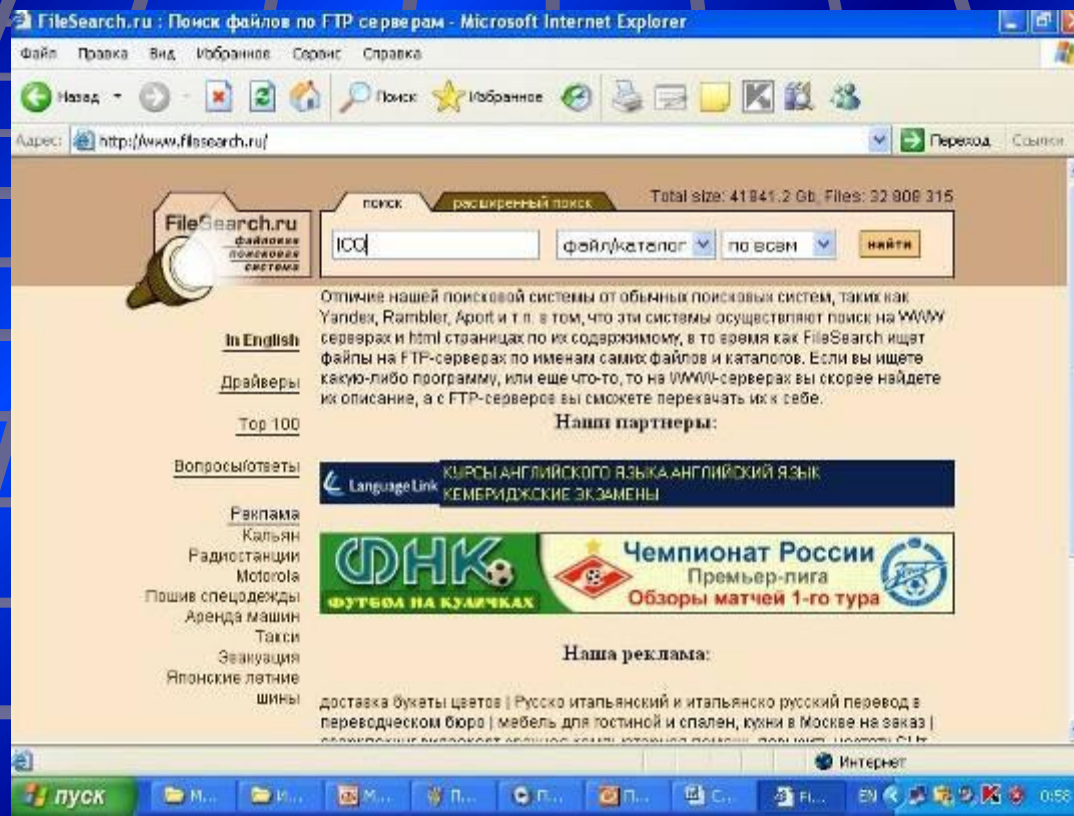 FileSearch.ru : Поиск файлов по FTP серверам - Microsoft Internet Explorer
Файл Правка Вид Избранное Сервис Справка
Назад Поиск Избранное
Адрес: http://www.filesearch.ru/ Переход Ссылки
поиск расширенный поиск Total size: 41841.2 Gb, Files: 32 808 315
FileSearch.ru
файловая
поисковая
система
ICQ файл/каталог по всем найти
Отличие нашей поисковой системы от обычных поисковых систем, таких как
Yandex, Rambler, Aport и т.п. в том, что эти системы осуществляют поиск на WWW
серверах и html страницах по их содержимому, в то время как FileSearch ищет
файлы на FTP-серверах по именам самих файлов и каталогов. Если вы ищете
какую-либо программу, или еще что-то, то на WWW-серверах вы скорее найдете
их описание, а с FTP-серверов вы сможете перекачать их к себе.
In English
Драйверы
Top 100
Вопросы/ответы
Реклама
Кальян
Радиостанции
Motorola
Пошив спецодежды
Аренда машин
Такси
Эвакуация
Японские летние
шины
Наши партнеры:
Language Link КУРСЫ АНГЛИЙСКОГО ЯЗЫКА АНГЛИЙСКИЙ ЯЗЫК
КЕМБРИДЖСКИЕ ЭКЗАМЕНЫ
ФНК
ФУТБОЛ НА КУЛИЧКАХ
Чемпионат России
Премьер-лига
Обзоры матчей 1-го тура
Наша реклама:
доставка букеты цветов | Русско итальянский и итальянско русский перевод в
переводческом бюро | мебель для гостиной и спален, кухни в Москве на заказ |
Интернет
пуск М... И... М... П... П... П... С... Fi... EN 0:58